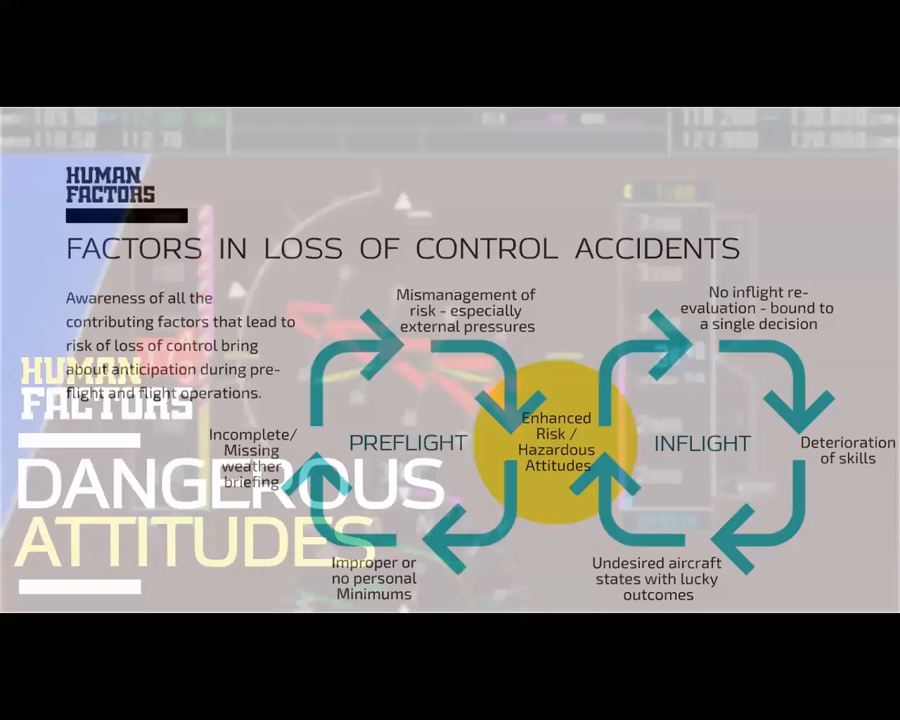 HUMAN
FACTORS
FACTORS IN LOSS OF CONTROL ACCIDENTS
Awareness of all the
contributing factors that lead to
risk of loss of control bring
about anticipation during pre-
flight and flight operations.
Mismanagement of
risk - especially
external pressures
No inflight re-
evaluation - bound to
a single decision
Incomplete/
Missing
weather
briefing
PREFLIGHT
Enhanced
Risk /
Hazardous
Attitudes
INFLIGHT
Deterioration
of skills
Improper or
no personal
Minimums
Undesired aircraft
states with lucky
outcomes
HUMAN
FACTORS
DANGEROUS
ATTITUDES